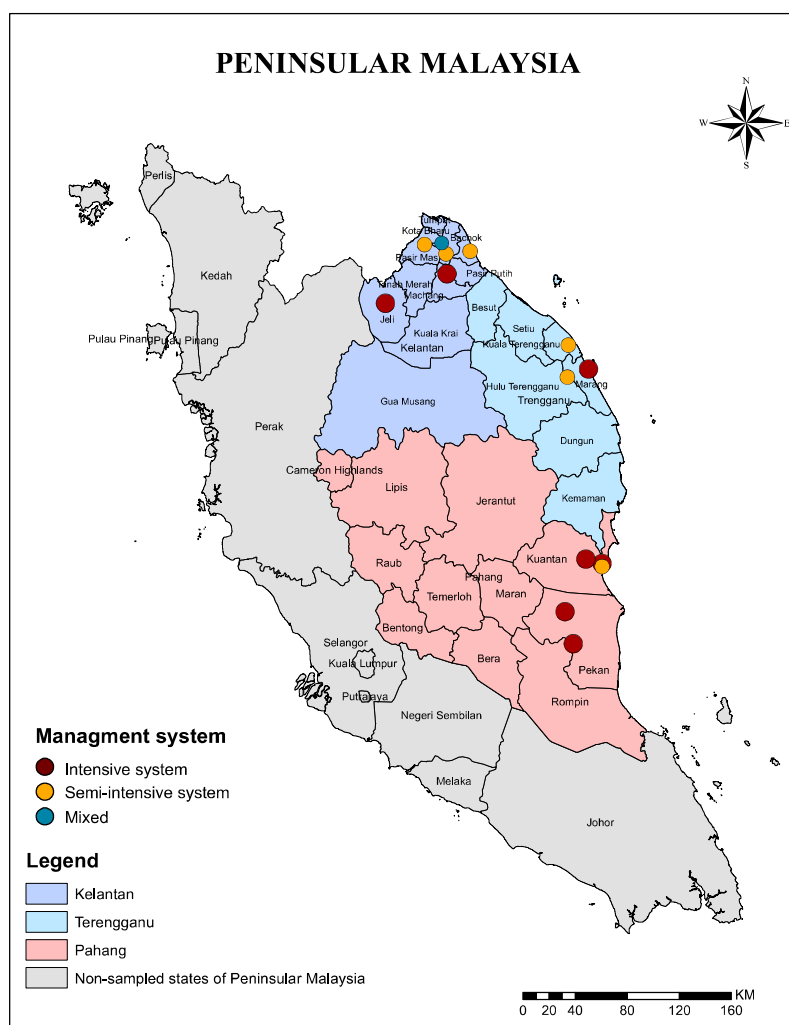 PENINSULAR MALAYSIA
N
W
E
S
Perlis
Kedah
Pulau Pinang
Pulau Pinang
Perak
Kota Bharu
Bachok
Pasir Mas
Pasir Putih
Tanah Merah
Machang
Jeli
Kuala Krai
Kelantan
Gua Musang
Besut
Setiu
Kuala Terengganu
Marang
Hulu Terengganu
Trengganu
Dungun
Kemaman
Cameron Highlands
Lipis
Jerantut
Kuantan
Raub
Pahang
Maran
Temerloh
Bentong
Bera
Pekan
Rompin
Selangor
Kuala Lumpur
Putrajaya
Negeri Sembilan
Melaka
Johor
Managment system
Intensive system
Semi-intensive system
Mixed
Legend
Kelantan
Terengganu
Pahang
Non-sampled states of Peninsular Malaysia
KM
0 20 40 80 120 160